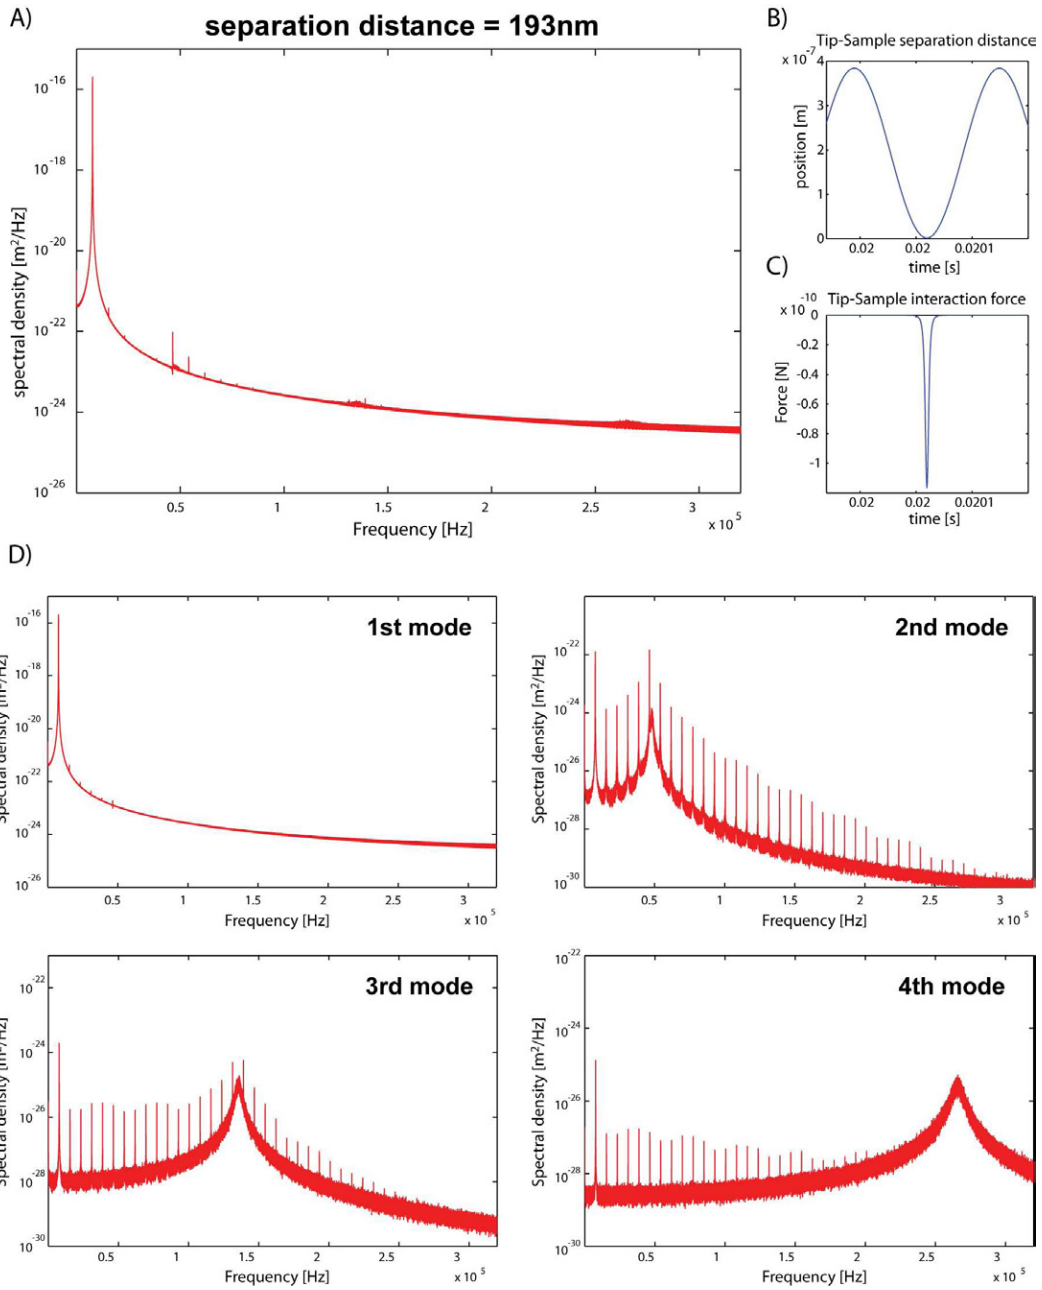 A)
separation distance = 193nm
10-16
10-18
10-20
10-22
10-24
10-26
spectral density [m2/Hz]
0.5
1
1.5
2
2.5
3
x 10 5
Frequency [Hz]
B)
Tip-Sample separation distance
x 10-7
4
3
2
1
0
position [m]
0.02
0.02
0.0201
time [s]
C)
Tip-Sample interaction force
x 10-10
0
-0.2
-0.4
-0.6
-0.8
-1
Force [N]
0.02
0.02
0.0201
time [s]
D)
1st mode
10-16
10-18
10-20
10-22
10-24
10-26
Spectral density [m2/Hz]
0.5
1
1.5
2
2.5
3
x 10 5
Frequency [Hz]
2nd mode
10-22
10-24
10-26
10-28
10-30
Spectral density [m2/Hz]
0.5
1
1.5
2
2.5
3
x 10 5
Frequency [Hz]
3rd mode
10-22
10-24
10-26
10-28
10-30
Spectral density [m2/Hz]
0.5
1
1.5
2
2.5
3
x 10 5
Frequency [Hz]
4th mode
10-22
10-24
10-26
10-28
10-30
Spectral density [m2/Hz]
0.5
1
1.5
2
2.5
3
x 10 5
Frequency [Hz]